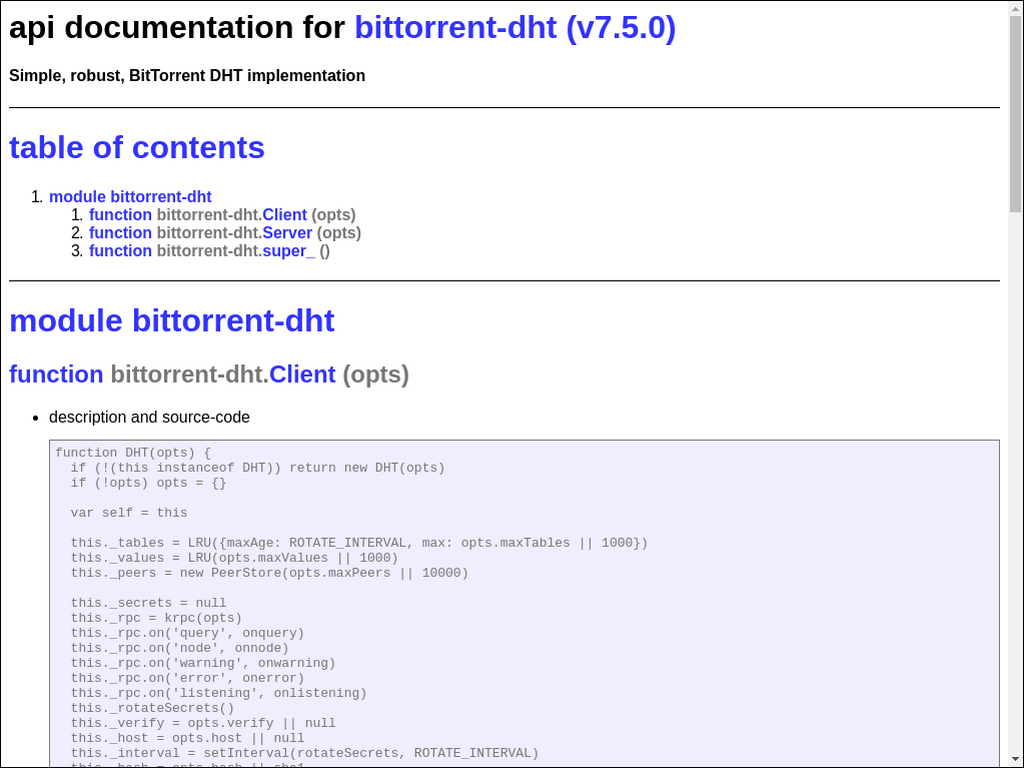 api documentation for bittorrent-dht (v7.5.0)
Simple, robust, BitTorrent DHT implementation
table of contents
1. module bittorrent-dht
1. function bittorrent-dht.Client (opts)
2. function bittorrent-dht.Server (opts)
3. function bittorrent-dht.super_ ()
module bittorrent-dht
function bittorrent-dht.Client (opts)
• description and source-code
function DHT(opts) {
  if (!(this instanceof DHT)) return new DHT(opts)
  if (!opts) opts = {}
  var self = this
  this._tables = LRU({maxAge: ROTATE_INTERVAL, max: opts.maxTables || 1000})
  this._values = LRU(opts.maxValues || 1000)
  this._peers = new PeerStore(opts.maxPeers || 10000)
  this._secrets = null
  this._rpc = krpc(opts)
  this._rpc.on('query', onquery)
  this._rpc.on('node', onnode)
  this._rpc.on('warning', onwarning)
  this._rpc.on('error', onerror)
  this._rpc.on('listening', onlistening)
  this._rotateSecrets()
  this._verify = opts.verify || null
  this._host = opts.host || null
  this._interval = setInterval(rotateSecrets, ROTATE_INTERVAL)